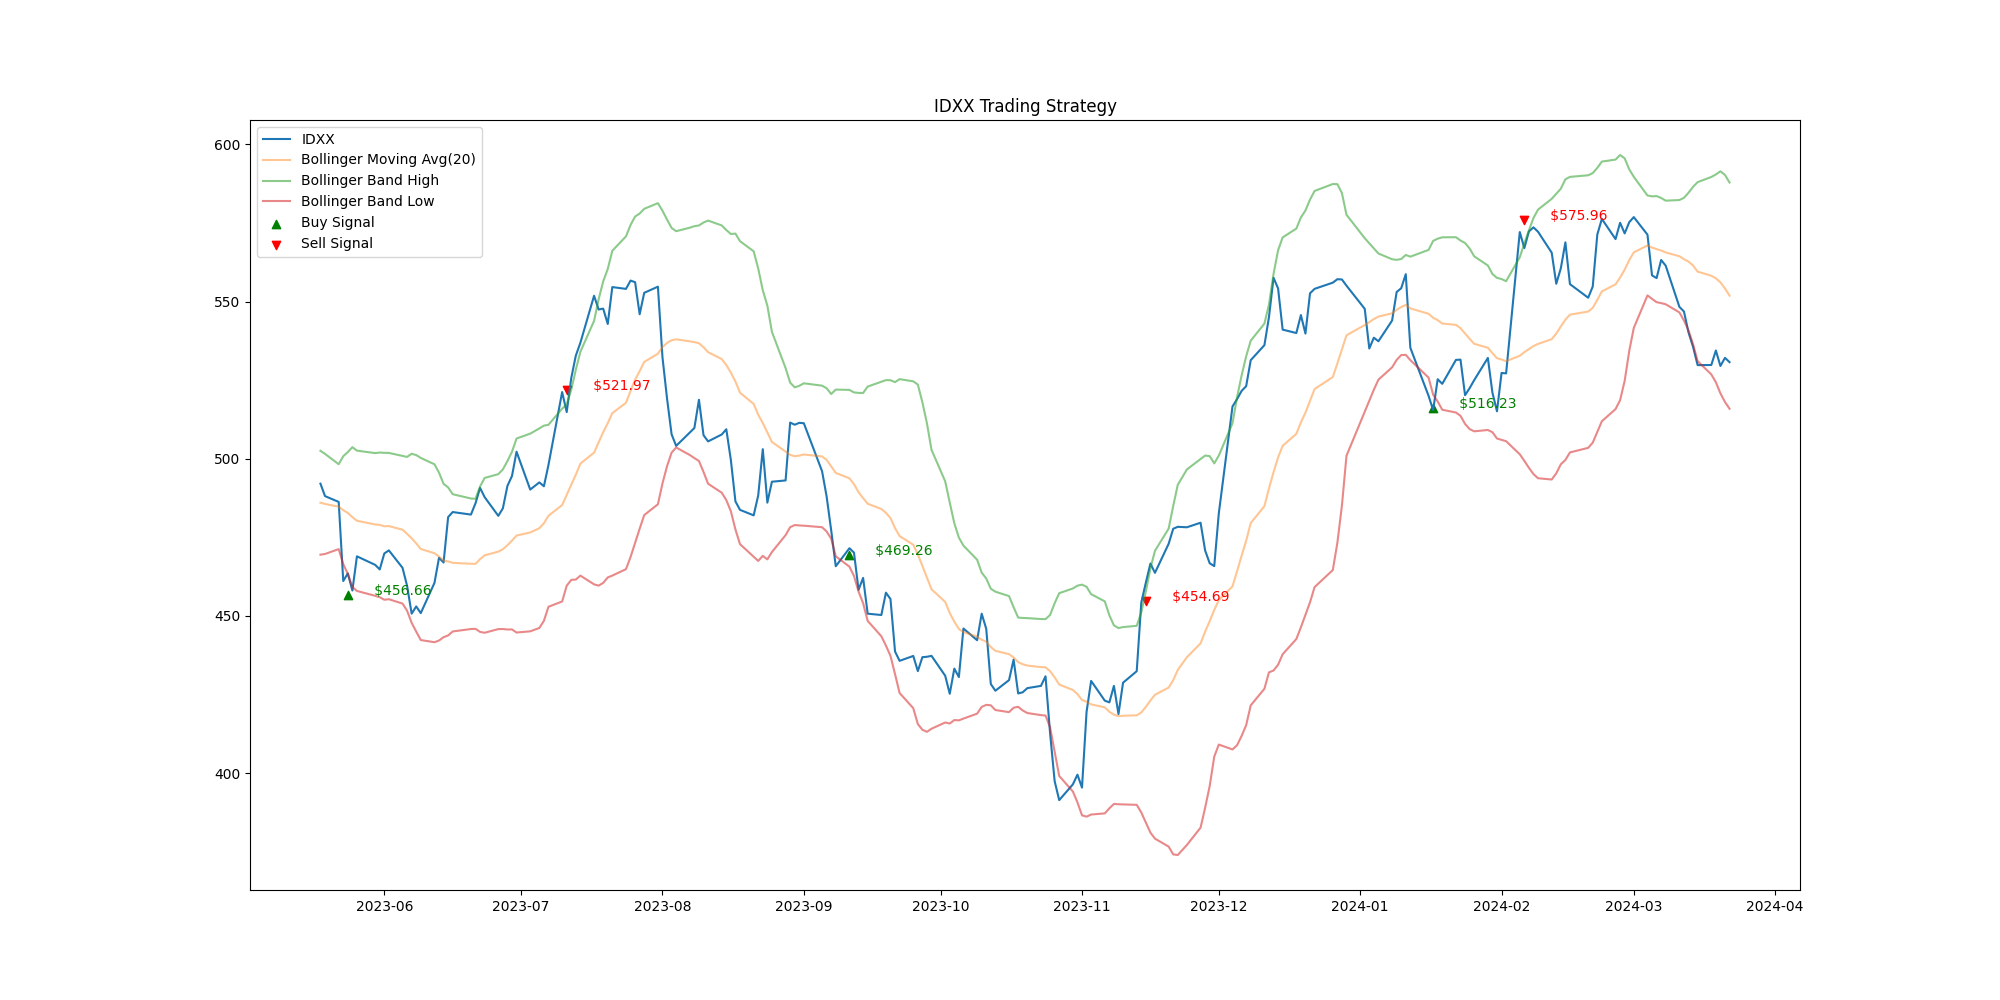 IDXX Trading Strategy
IDXX
Bollinger Moving Avg(20)
Bollinger Band High
Bollinger Band Low
Buy Signal
Sell Signal
600
550
500
450
400
$456.66
$521.97
$469.26
$454.69
$516.23
$575.96
2023-06 2023-07 2023-08 2023-09 2023-10 2023-11 2023-12 2024-01 2024-02 2024-03 2024-04